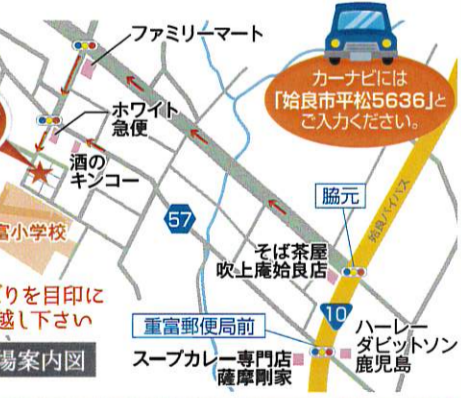 ファミリーマート
カーナビには
「姶良市平松5636」と
ご入力ください。
ホワイト
急便
酒の
キンコー
57
脇元
姶良バイパス
富小学校
そば茶屋
吹上庵姶良店
りを目印に
越し下さい
10
重富郵便局前
ハーレー
ダビットソン
鹿児島
場案内図
スープカレー専門店
薩摩剛家